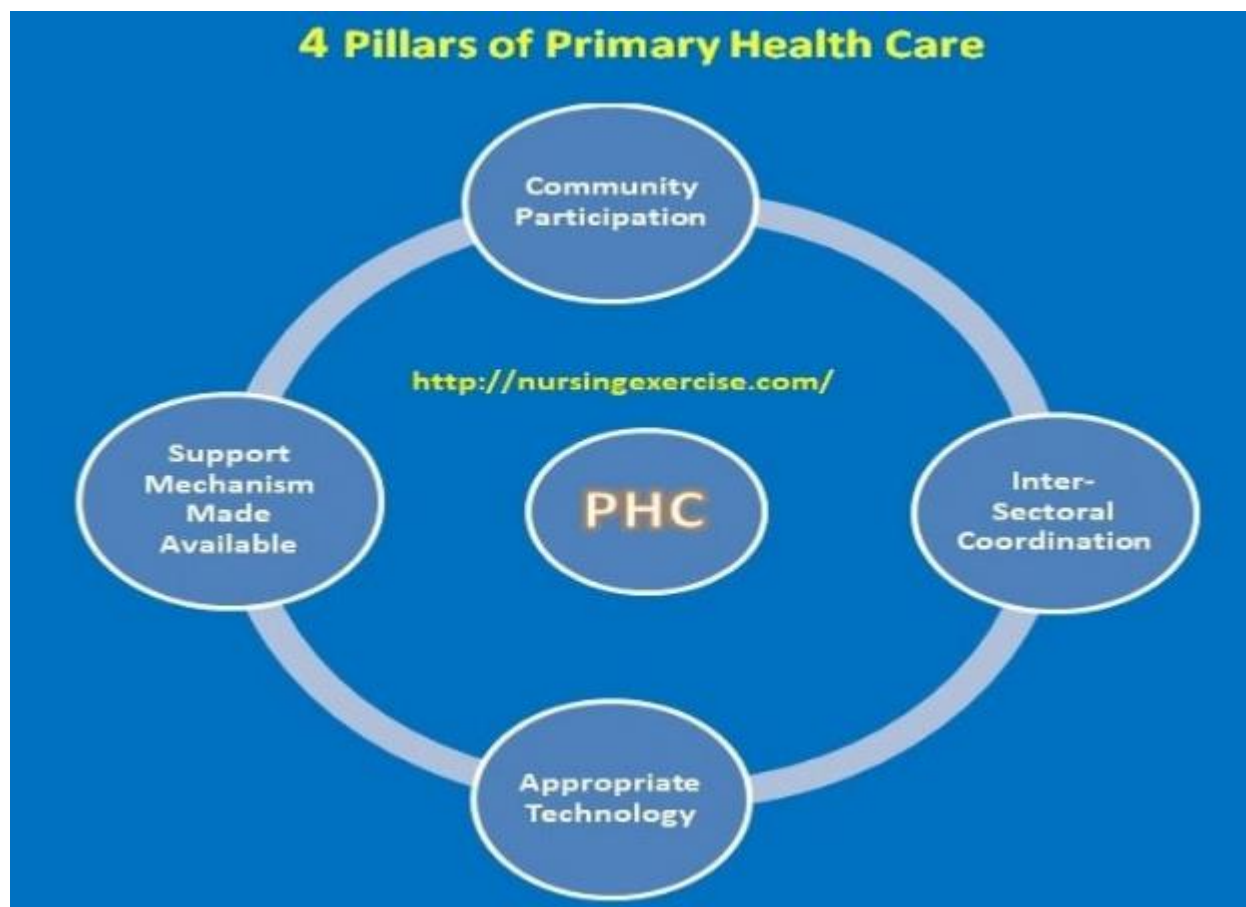 4 Pillars of Primary Health Care
Community
Participation
http://nursingexercise.com/
Support
Mechanism
Made
Available
PHC
Inter-
Sectoral
Coordination
Appropriate
Technology